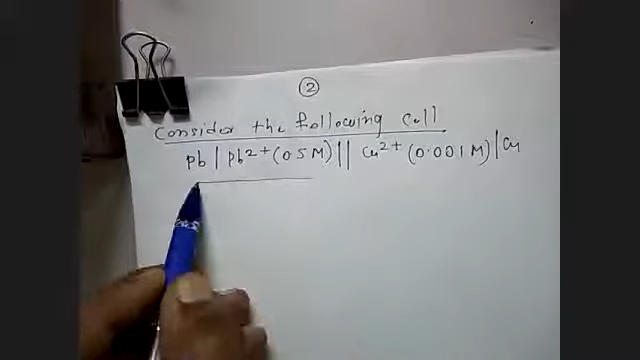 2
Consider the following cell
Pb | Pb2+ (0.5 M) || Cu2+ (0.001 M) | Cu